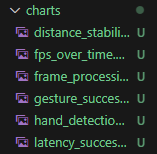 charts
distance_stabili... U
fps_over_time.... U
frame_processi... U
gesture_succes... U
hand_detectio... U
latency_succes... U